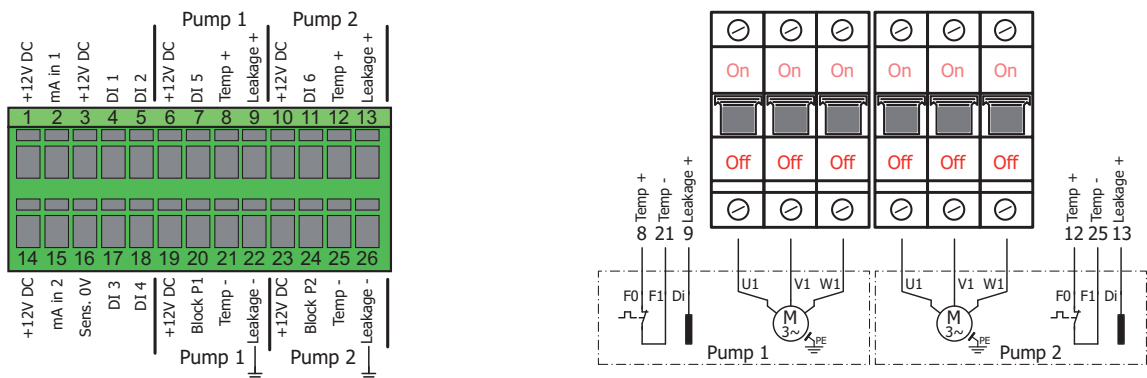 Pump 1 Pump 2
+12V DC
mA in 1
+12V DC
DI 1
DI 2
+12V DC
DI 5
Temp +
Leakage +
+12V DC
DI 6
Temp +
Leakage +
1 2 3 4 5 6 7 8 9 10 11 12 13
14 15 16 17 18 19 20 21 22 23 24 25 26
+12V DC
mA in 2
Sens. 0V
DI 3
DI 4
+12V DC
Block P1
Temp -
Leakage -
+12V DC
Block P2
Temp -
Leakage -
Pump 1 Pump 2
On On On On On On
Off Off Off Off Off Off
Temp +
Temp -
Leakage +
8 21 9
Temp +
Temp -
Leakage +
12 25 13
F0 F1 Di U1 V1 W1 U1 V1 W1 F0 F1 Di
M
3~
PE
M
3~
PE
Pump 1 Pump 2